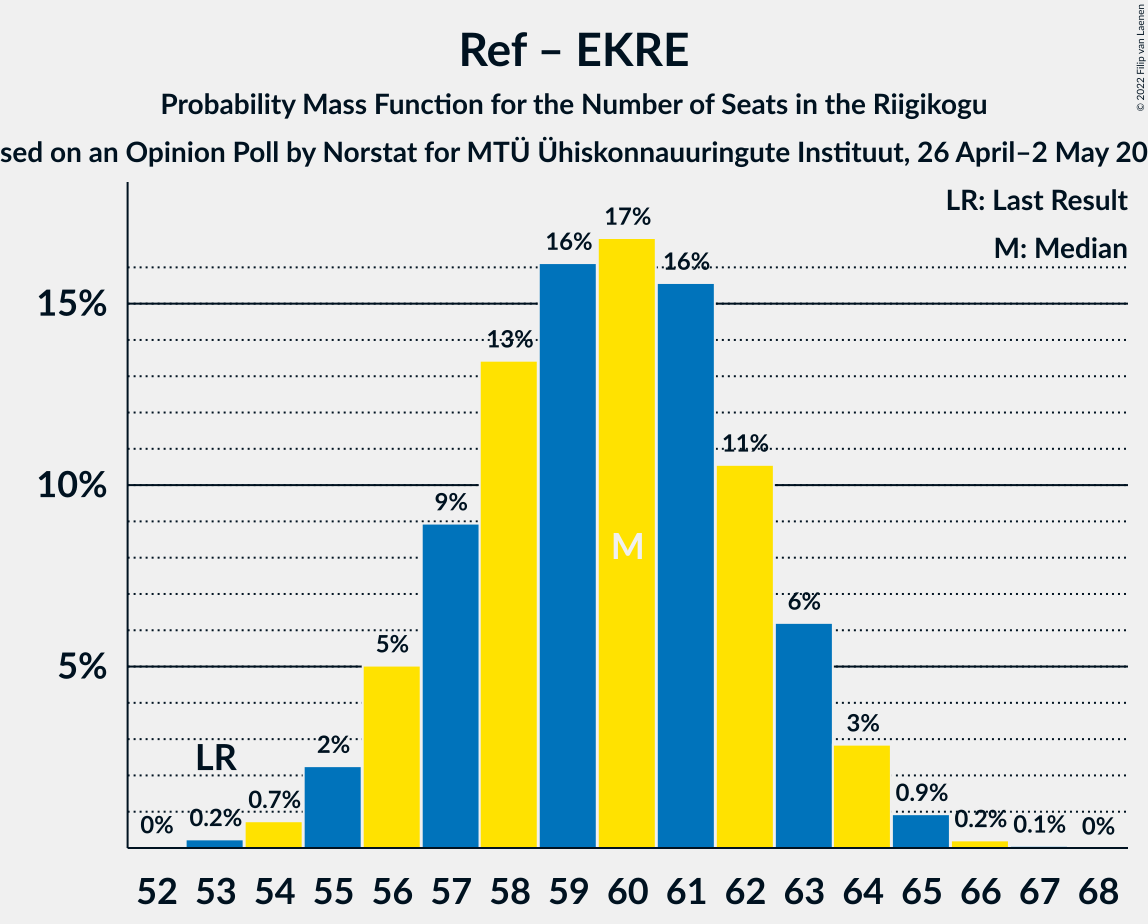 Ref – EKRE
Probability Mass Function for the Number of Seats in the Riigikogu
sed on an Opinion Poll by Norstat for MTÜ Ühiskonnauuringute Instituut, 26 April–2 May 20
© 2022 Filip van Laenen
LR: Last Result
M: Median
15%
10%
5%
0%
0.2%
0.7%
2%
5%
9%
13%
16%
17%
16%
11%
6%
3%
0.9%
0.2%
0.1%
0%
LR
M
52 53 54 55 56 57 58 59 60 61 62 63 64 65 66 67 68